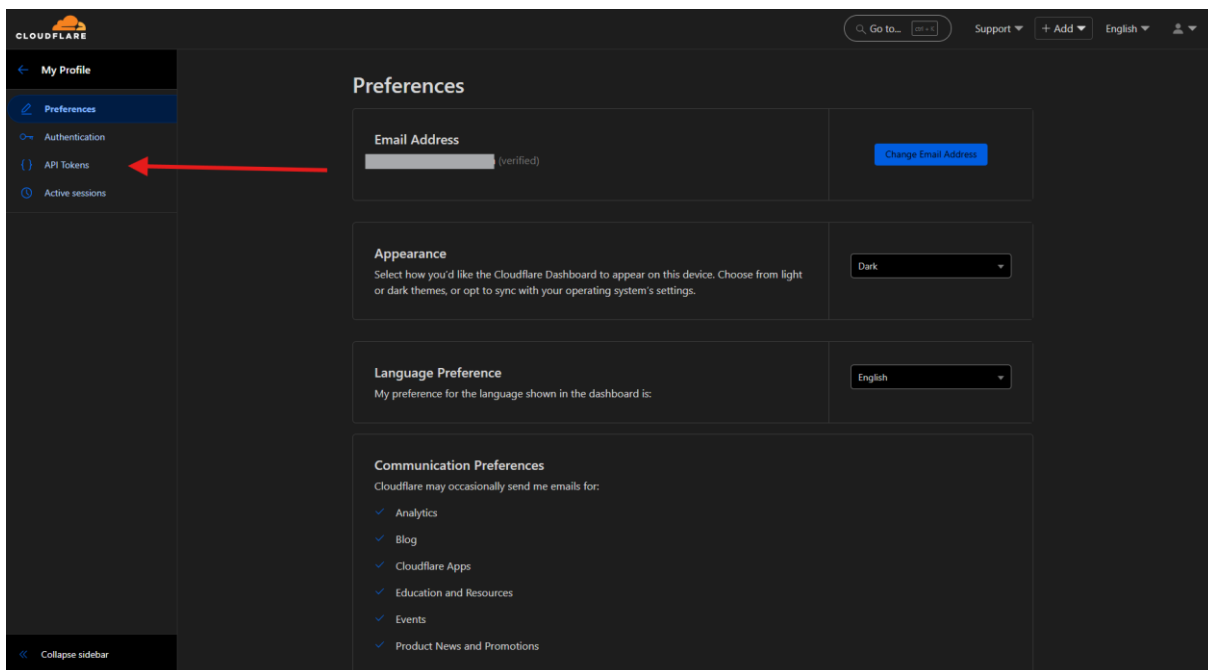 CLOUDFLARE
Go to... ctrl + K
Support
+ Add
English
My Profile
Preferences
Authentication
API Tokens
Active sessions
Collapse sidebar
Preferences
Email Address
(verified)
Change Email Address
Appearance
Select how you'd like the Cloudflare Dashboard to appear on this device. Choose from light
or dark themes, or opt to sync with your operating system's settings.
Dark
Language Preference
My preference for the language shown in the dashboard is:
English
Communication Preferences
Cloudflare may occasionally send me emails for:
Analytics
Blog
Cloudflare Apps
Education and Resources
Events
Product News and Promotions